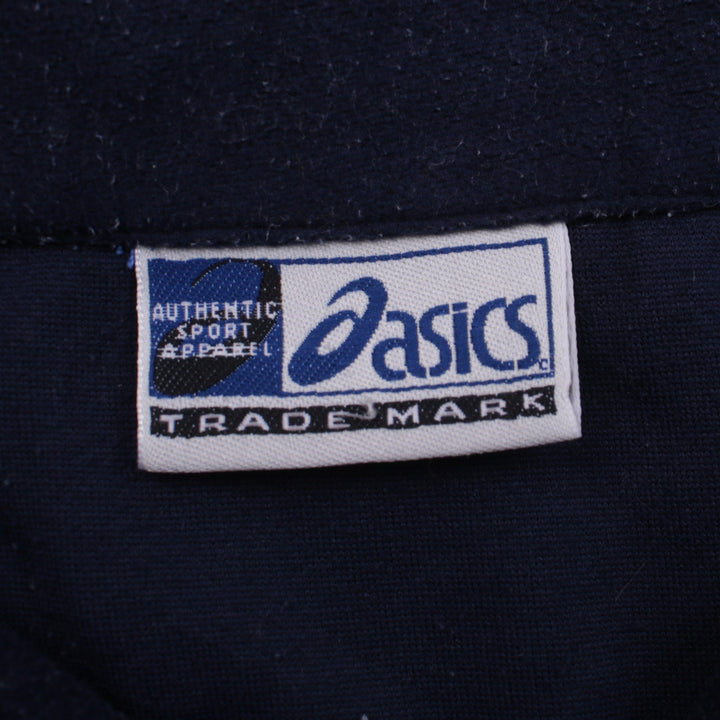 AUTHENTIC
SPORT
APPAREL
asics
TRADE MARK